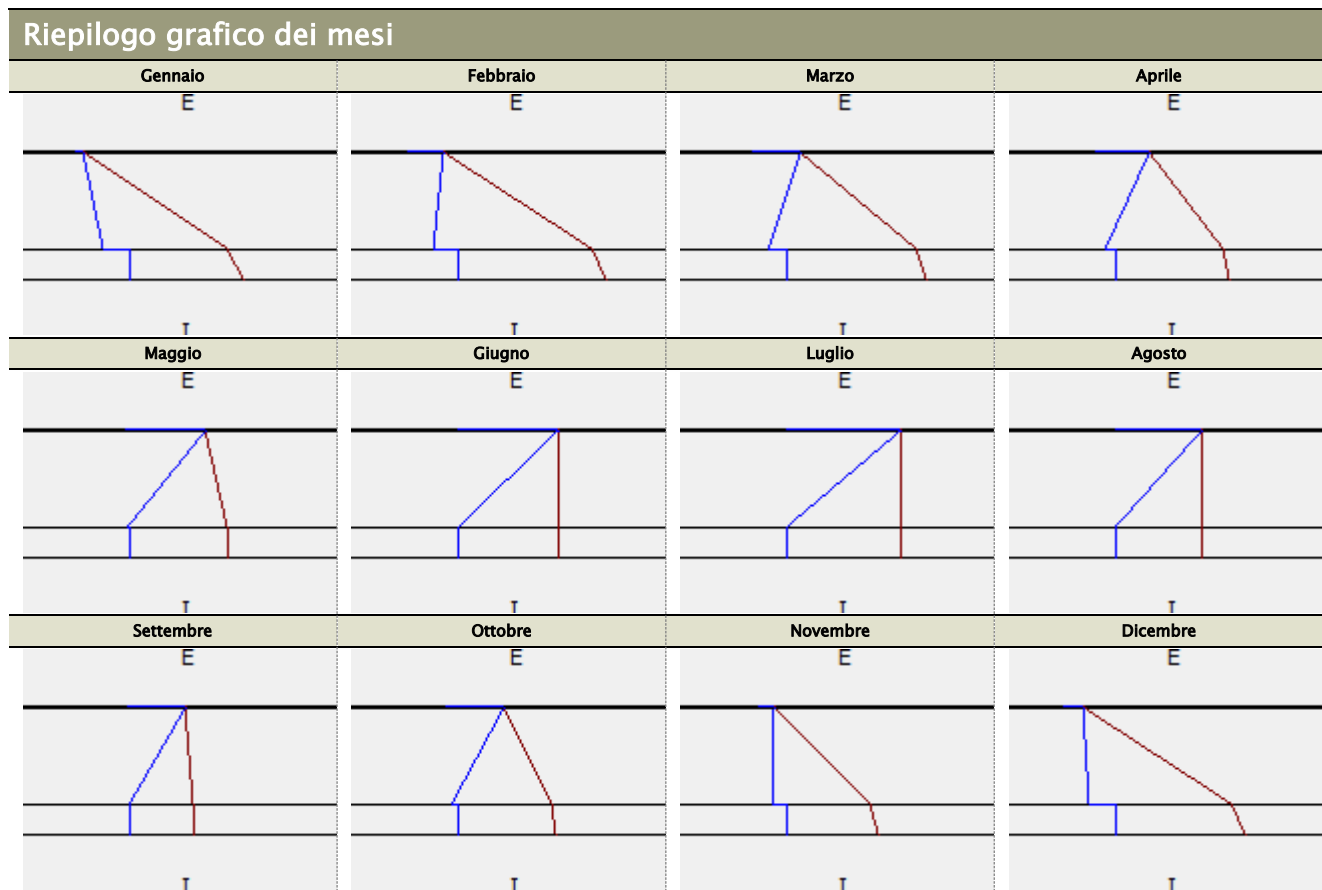 Riepilogo grafico dei mesi
Gennaio Febbraio Marzo Aprile
E E E E
I I I I
Maggio Giugno Luglio Agosto
E E E E
I I I I
Settembre Ottobre Novembre Dicembre
E E E E
I I I I